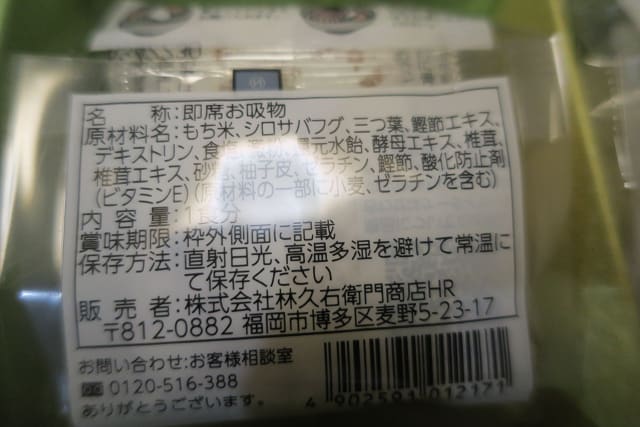 名称:即席お吸物
原材料名:もち米、シロサバフグ、三つ葉、鰹節エキス、
デキストリン、食塩、還元水飴、酵母エキス、椎茸、
椎茸エキス、砂糖、柚子皮、ゼラチン、鰹節、酸化防止剤
(ビタミンE)(原材料の一部に小麦、ゼラチンを含む)
内容量:1食分
賞味期限:枠外側面に記載
保存方法:直射日光、高温多湿を避けて常温に
て保存ください
販売者:株式会社林久右衛門商店HR
〒812-0882 福岡市博多区麦野5-23-17
お問い合わせ:お客様相談室
0120-516-388
ありがとうございます。
4 902591 012171